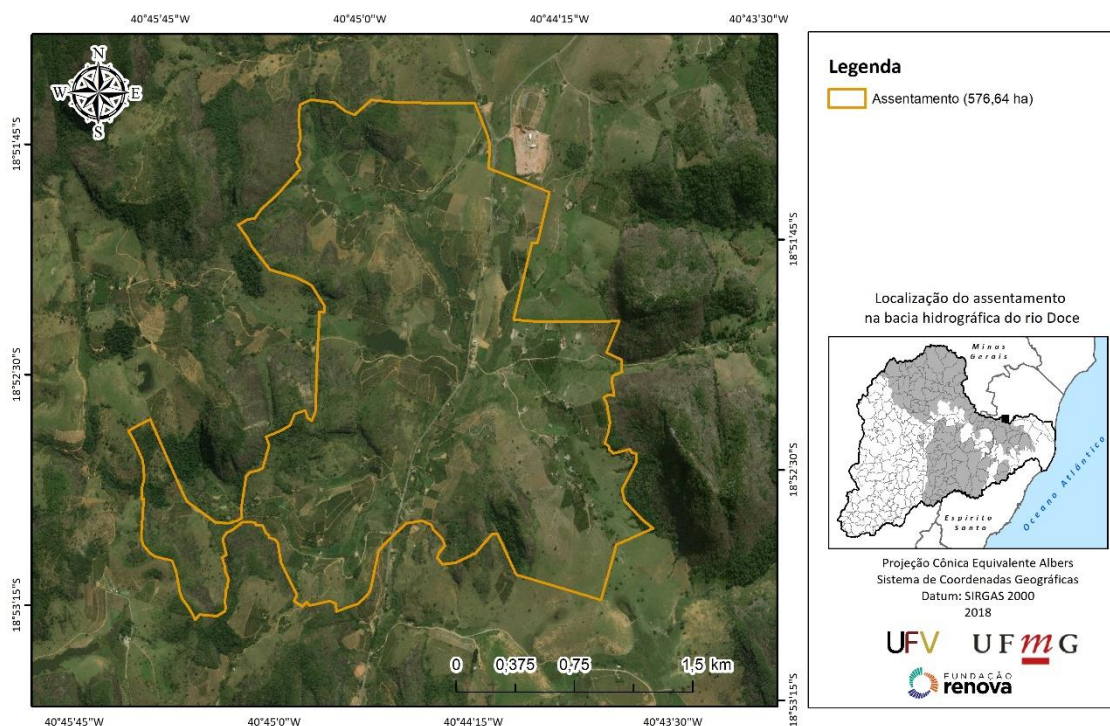 40°45'45"W 40°45'0"W 40°44'15"W 40°43'30"W
N
W E
S
18°51'45"S
18°52'30"S
18°53'15"S
18°51'45"S
18°52'30"S
18°53'15"S
0 0,375 0,75 1,5 km
40°45'45"W 40°45'0"W 40°44'15"W 40°43'30"W
Legenda
Assentamento (576,64 ha)
Localização do assentamento
na bacia hidrográfica do rio Doce
Minas
Gerais
Espírito
Santo
Oceano Atlântico
Projeção Cônica Equivalente Albers
Sistema de Coordenadas Geográficas
Datum: SIRGAS 2000
2018
UFV UFmG
FUNDAÇÃO
renova